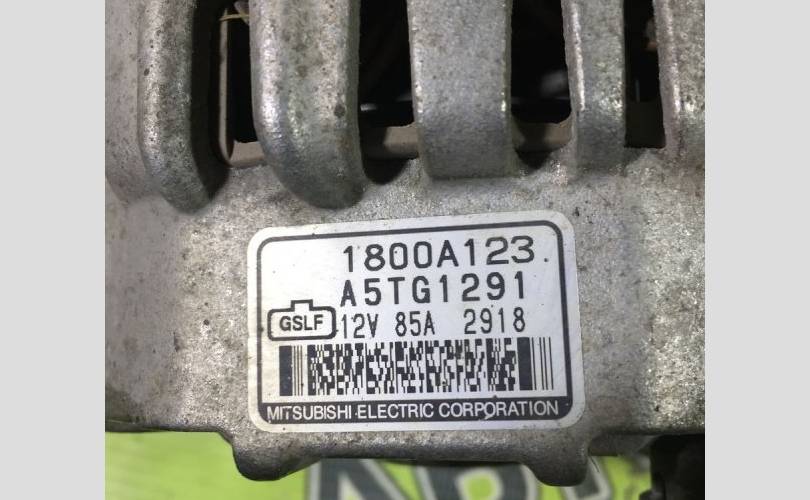 1800A123
A5TG1291
GSLF 12V 85A 2918
MITSUBISHI ELECTRIC CORPORATION